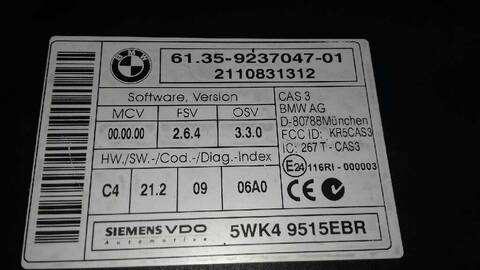 BMW
61.35-9237047-01
2110831312
Software, Version
MCV FSV OSV
00.00.00 2.6.4 3.3.0
HW./SW.-/Cod.-/Diag.-Index
C4 21.2 09 06A0
CAS 3
BMW AG
D-80788München
FCC ID: KR5CAS3
IC: 267 T - CAS3
E24 116RI - 000003
CE
SIEMENS VDO
Automotive
5WK4 9515EBR